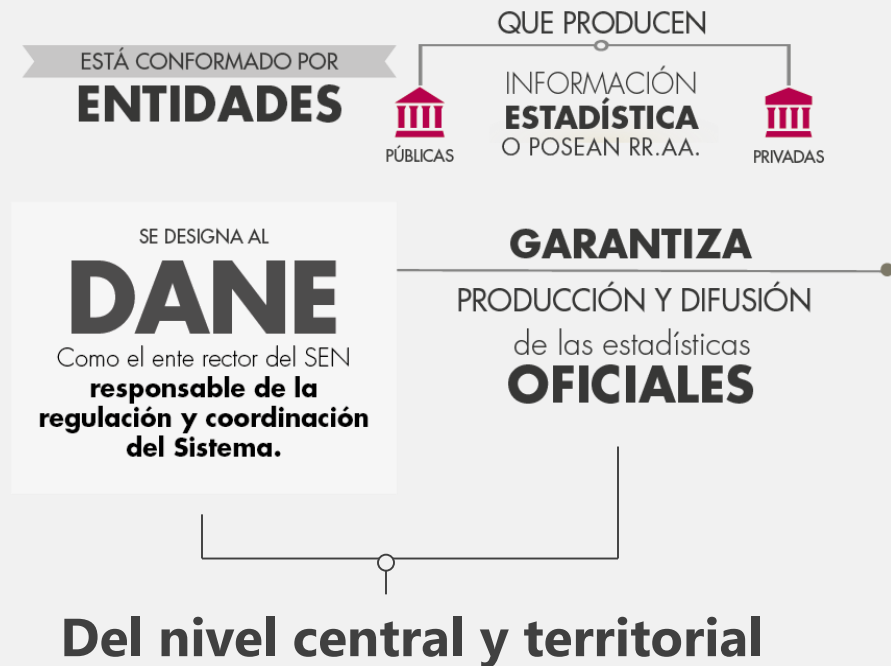 ESTÁ CONFORMADO POR
ENTIDADES
QUE PRODUCEN
INFORMACIÓN
ESTADÍSTICA
O POSEAN RR.AA.
PÚBLICAS
PRIVADAS
SE DESIGNA AL
DANE
Como el ente rector del SEN
responsable de la
regulación y coordinación
del Sistema.
GARANTIZA
PRODUCCIÓN Y DIFUSIÓN
de las estadísticas
OFICIALES
Del nivel central y territorial